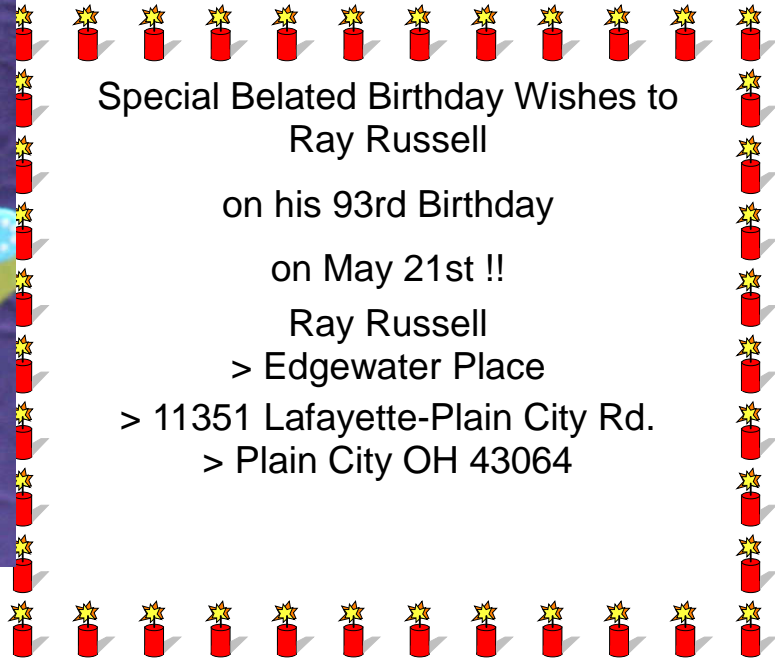 Special Belated Birthday Wishes to
Ray Russell
on his 93rd Birthday
on May 21st !!
Ray Russell
> Edgewater Place
> 11351 Lafayette-Plain City Rd.
> Plain City OH 43064